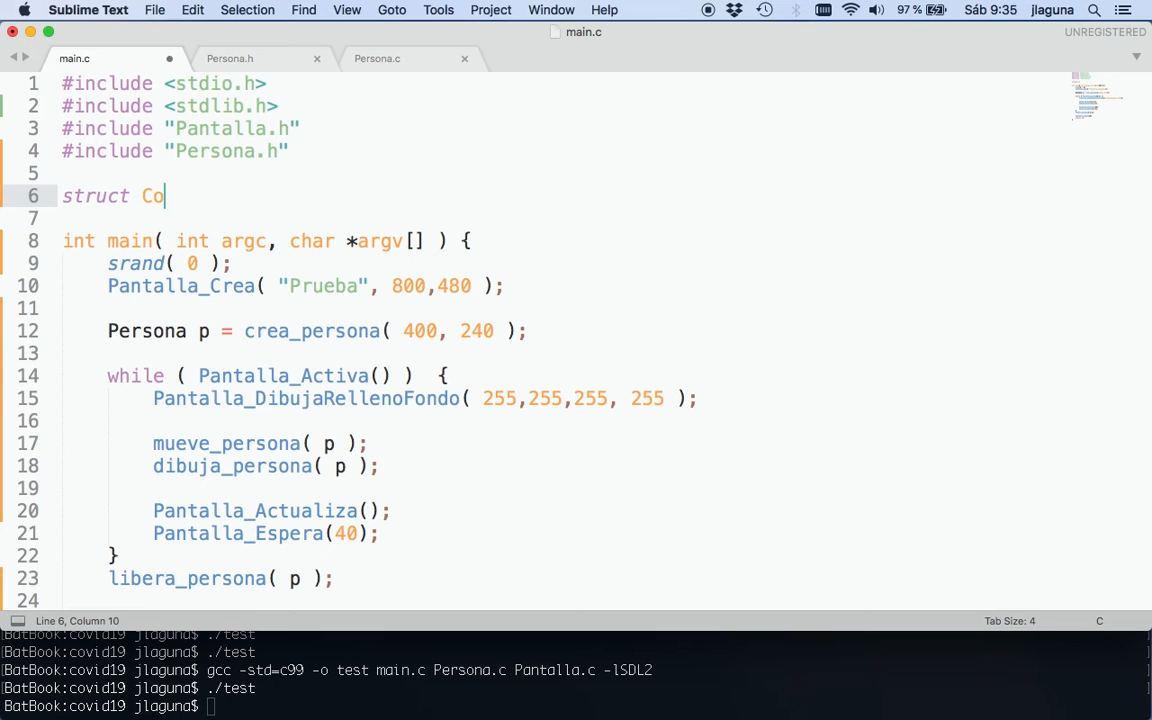 Sublime Text File Edit Selection Find View Goto Tools Project Window Help 97 % Sáb 9:35 jlaguna
main.c UNREGISTERED
main.c Persona.h Persona.c
1 #include <stdio.h>
2 #include <stdlib.h>
3 #include "Pantalla.h"
4 #include "Persona.h"
5
6 struct Co
7
8 int main( int argc, char *argv[] ) {
9 srand( 0 );
10 Pantalla_Crea( "Prueba", 800,480 );
11
12 Persona p = crea_persona( 400, 240 );
13
14 while ( Pantalla_Activa() ) {
15 Pantalla_DibujaRellenoFondo( 255,255,255, 255 );
16
17 mueve_persona( p );
18 dibuja_persona( p );
19
20 Pantalla_Actualiza();
21 Pantalla_Espera(40);
22 }
23 libera_persona( p );
24
Line 6, Column 10 Tab Size: 4 C
[BatBook:covid19 jlaguna$ ./test ]
[BatBook:covid19 jlaguna$ ./test ]
[BatBook:covid19 jlaguna$ gcc -std=c99 -o test main.c Persona.c Pantalla.c -lSDL2 ]
[BatBook:covid19 jlaguna$ ./test ]
BatBook:covid19 jlaguna$